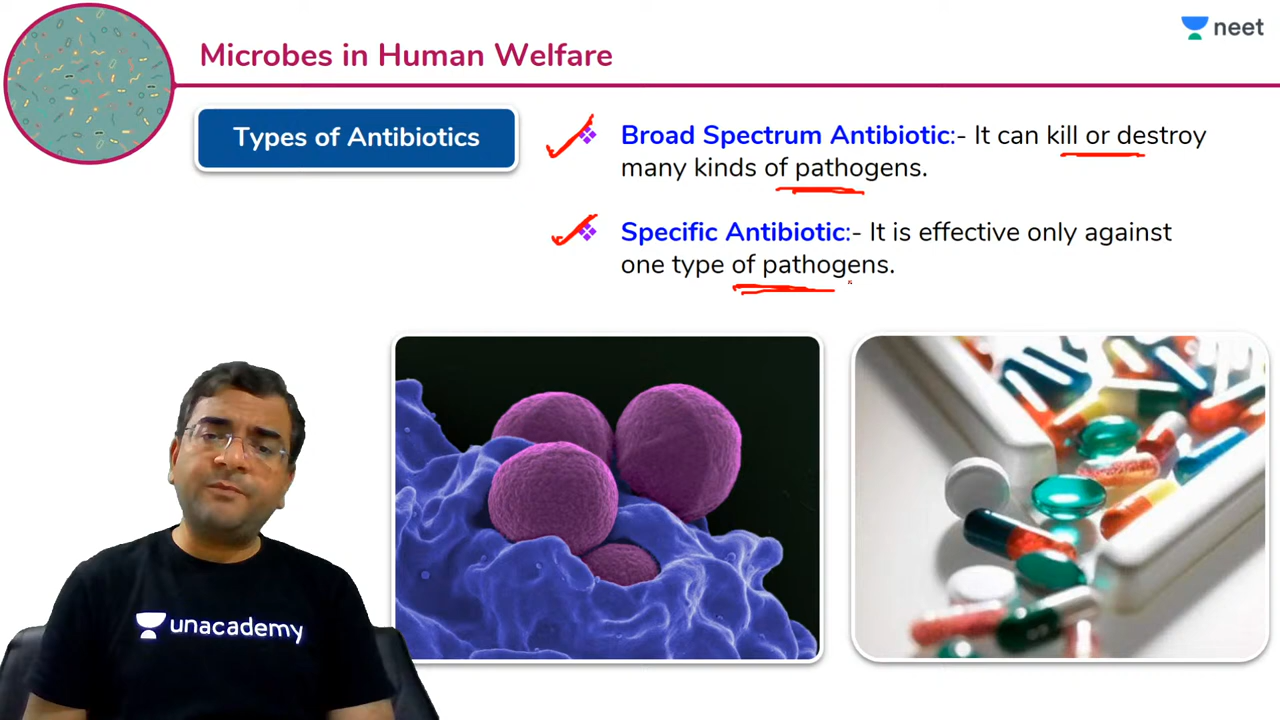 neet
Microbes in Human Welfare
Types of Antibiotics
Broad Spectrum Antibiotic:- It can kill or destroy
many kinds of pathogens.
Specific Antibiotic:- It is effective only against
one type of pathogens.
unacademy